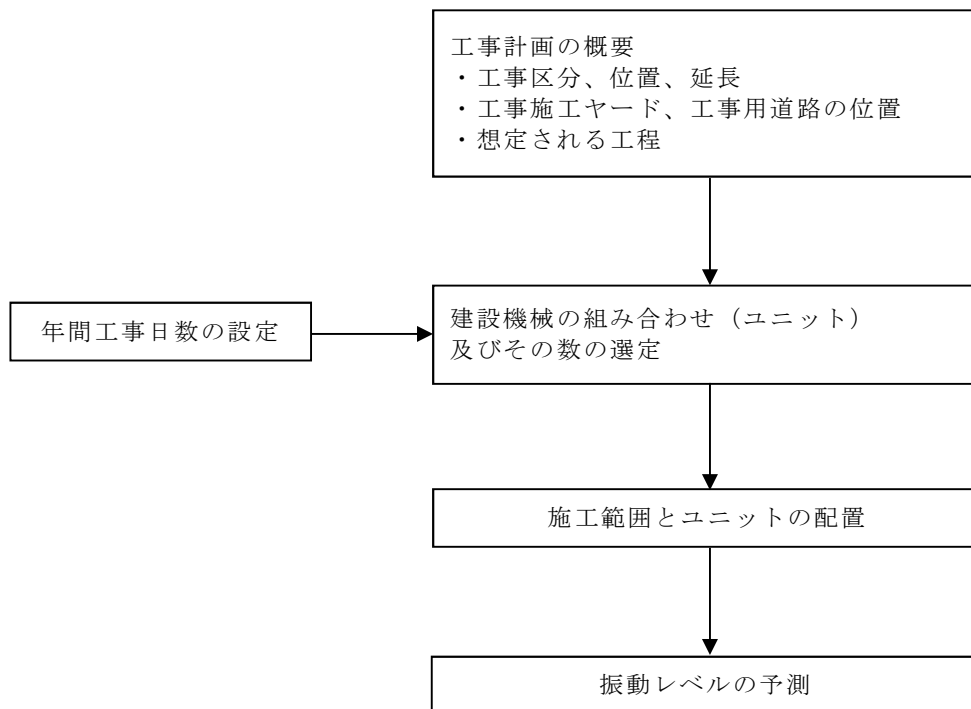 工事計画の概要
・工事区分、位置、延長
・工事施工ヤード、工事用道路の位置
・想定される工程
年間工事日数の設定
建設機械の組み合わせ（ユニット）
及びその数の選定
施工範囲とユニットの配置
振動レベルの予測